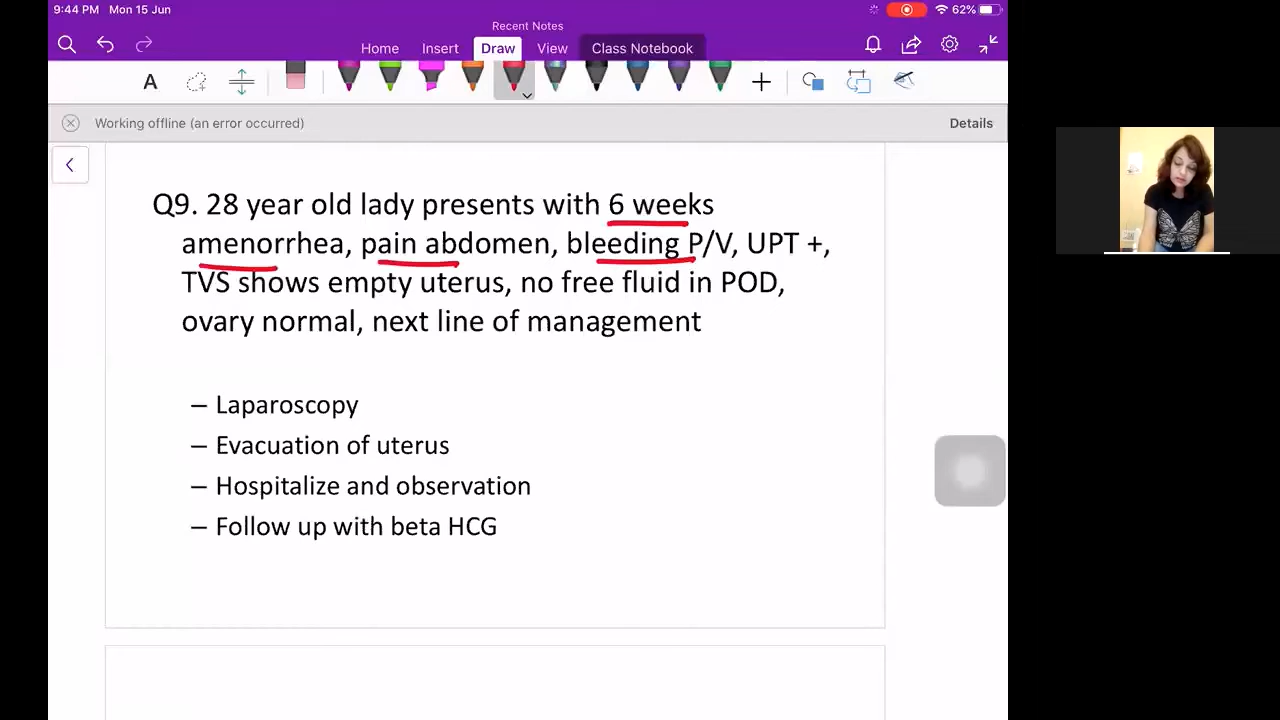 9:44 PM Mon 15 Jun
62%
Recent Notes
Home Insert Draw View Class Notebook
A
Working offline (an error occurred)
Details
Q9. 28 year old lady presents with 6 weeks
amenorrhea, pain abdomen, bleeding P/V, UPT +,
TVS shows empty uterus, no free fluid in POD,
ovary normal, next line of management
– Laparoscopy
– Evacuation of uterus
– Hospitalize and observation
– Follow up with beta HCG